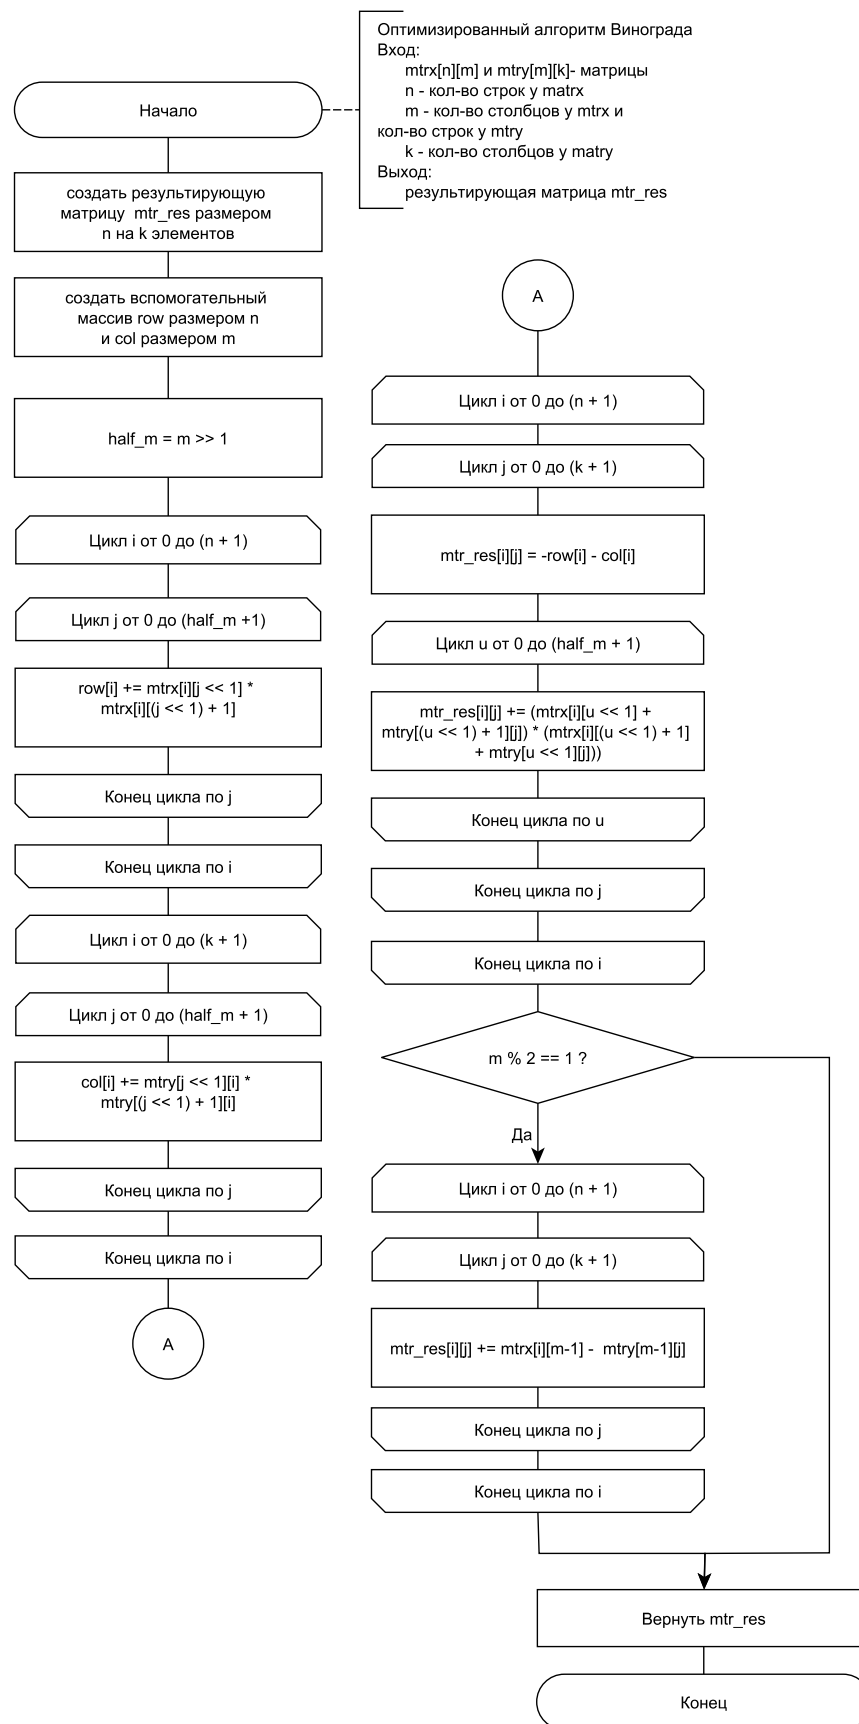 Оптимизированный алгоритм Винограда
Вход:
mtrx[n][m] и mtry[m][k]- матрицы
n - кол-во строк у matrx
m - кол-во столбцов у mtrx и
кол-во строк у mtry
k - кол-во столбцов у matry
Выход:
результирующая матрица mtr_res
Начало
создать результирующую
матрицу mtr_res размером
n на k элементов
создать вспомогательный
массив row размером n
и col размером m
half_m = m >> 1
Цикл i от 0 до (n + 1)
Цикл j от 0 до (half_m +1)
row[i] += mtrx[i][j << 1] *
mtrx[i][(j << 1) + 1]
Конец цикла по j
Конец цикла по i
Цикл i от 0 до (k + 1)
Цикл j от 0 до (half_m + 1)
col[i] += mtry[j << 1][i] *
mtry[(j << 1) + 1][i]
Конец цикла по j
Конец цикла по i
A
A
Цикл i от 0 до (n + 1)
Цикл j от 0 до (k + 1)
mtr_res[i][j] = -row[i] - col[i]
Цикл u от 0 до (half_m + 1)
mtr_res[i][j] += (mtrx[i][u << 1] +
mtry[(u << 1) + 1][j]) * (mtrx[i][(u << 1) + 1]
+ mtry[u << 1][j]))
Конец цикла по u
Конец цикла по j
Конец цикла по i
m % 2 == 1 ?
Да
Цикл i от 0 до (n + 1)
Цикл j от 0 до (k + 1)
mtr_res[i][j] += mtrx[i][m-1] - mtry[m-1][j]
Конец цикла по j
Конец цикла по i
Вернуть mtr_res
Конец